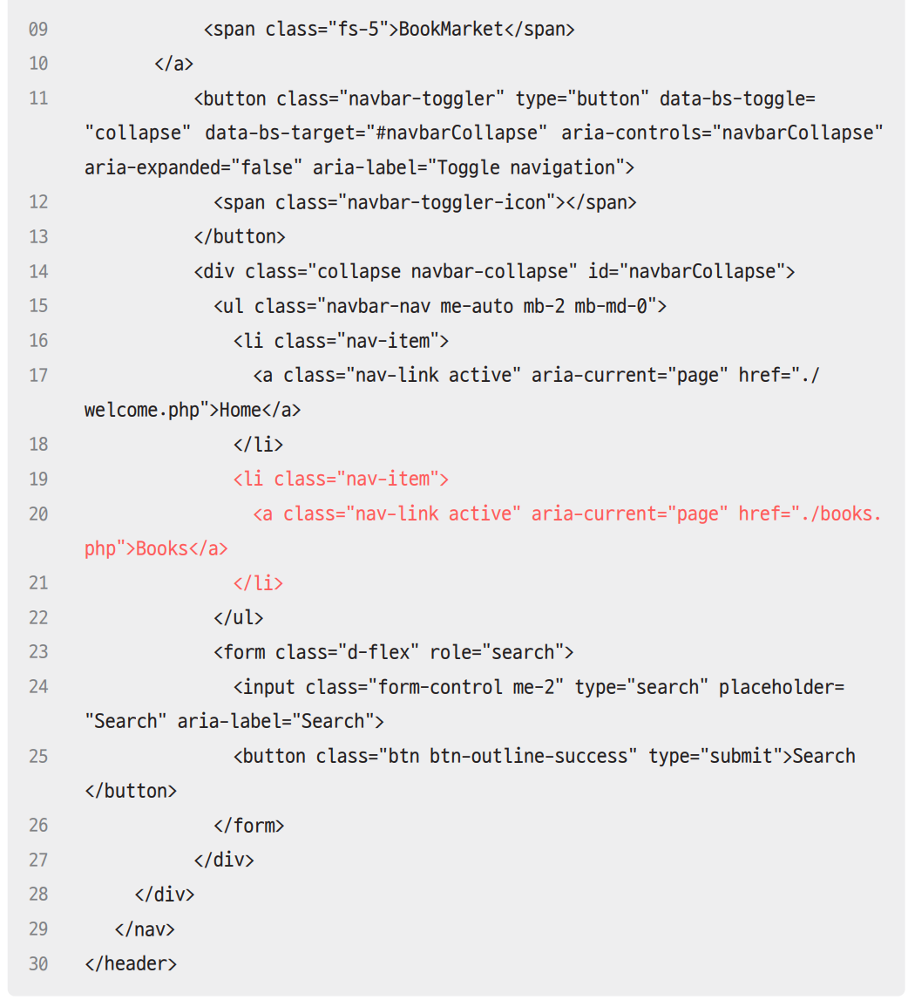 09 <span class="fs-5">BookMarket</span>
10 </a>
11 <button class="navbar-toggler" type="button" data-bs-toggle=
"collapse" data-bs-target="#navbarCollapse" aria-controls="navbarCollapse"
aria-expanded="false" aria-label="Toggle navigation">
12 <span class="navbar-toggler-icon"></span>
13 </button>
14 <div class="collapse navbar-collapse" id="navbarCollapse">
15 <ul class="navbar-nav me-auto mb-2 mb-md-0">
16 <li class="nav-item">
17 <a class="nav-link active" aria-current="page" href="./
welcome.php">Home</a>
18 </li>
19 <li class="nav-item">
20 <a class="nav-link active" aria-current="page" href="./books.
php">Books</a>
21 </li>
22 </ul>
23 <form class="d-flex" role="search">
24 <input class="form-control me-2" type="search" placeholder=
"Search" aria-label="Search">
25 <button class="btn btn-outline-success" type="submit">Search
</button>
26 </form>
27 </div>
28 </div>
29 </nav>
30 </header>